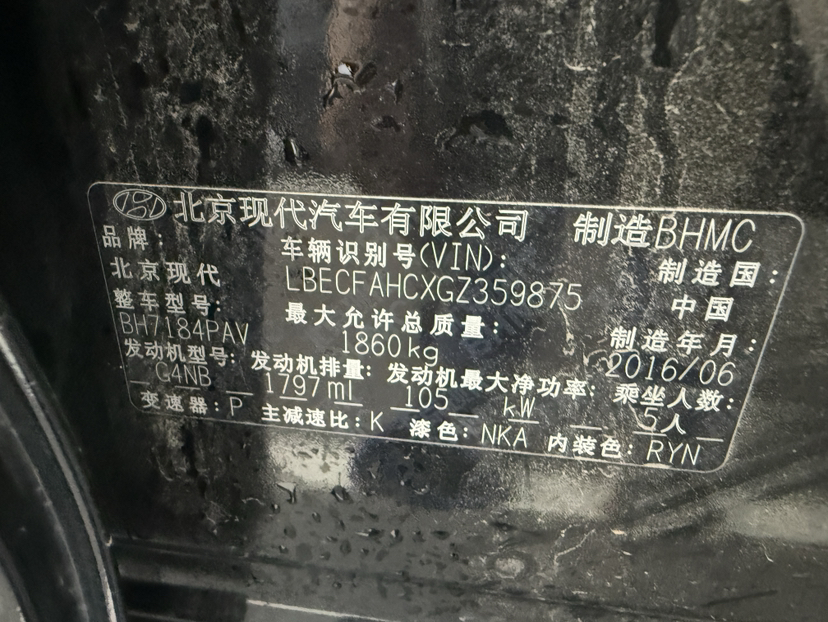 北京现代汽车有限公司 制造BHMC
品牌: 车辆识别号(VIN): 制造国:
北京现代 LBECFAHCXGZ359875 中国
整车型号: 最大允许总质量: 制造年月:
BH7184PAV 1860kg 2016/06
发动机型号: 发动机排量: 发动机最大净功率: 乘坐人数:
G4NB 1797ml 105 kW 5人
变速器: P 主减速比: K 漆色: NKA 内装色: RYN